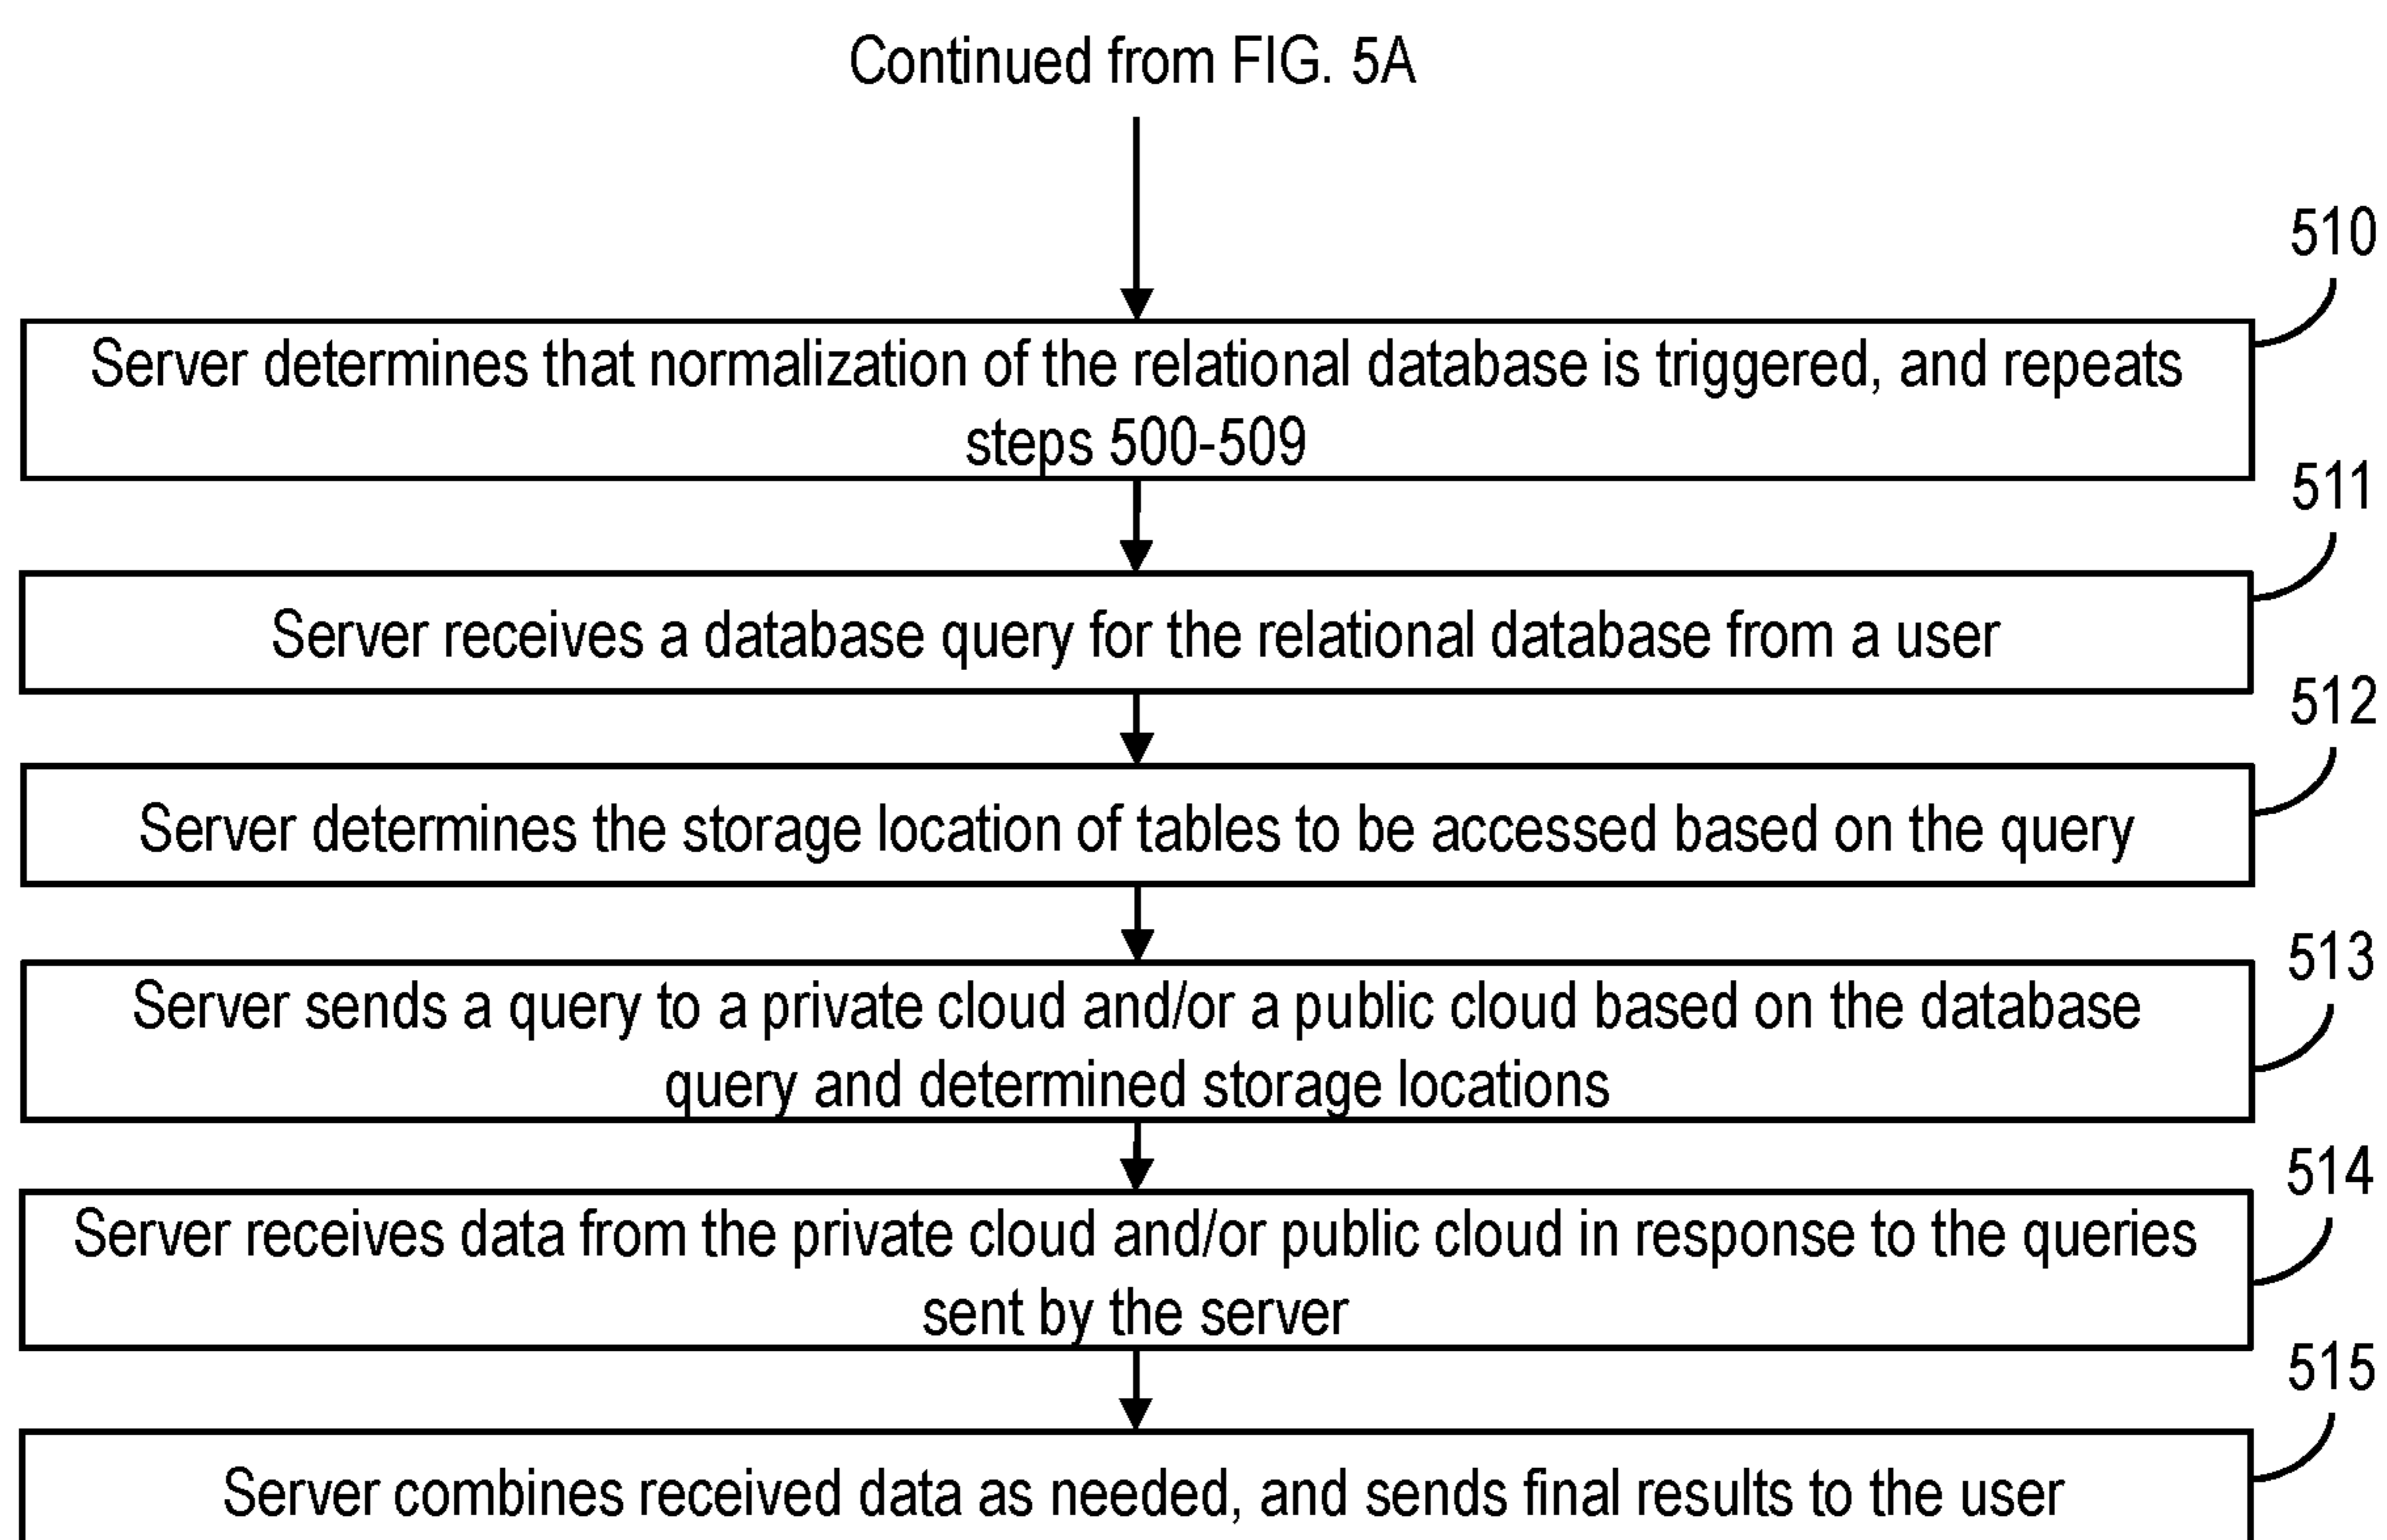 Continued from FIG. 5A
510
Server determines that normalization of the relational database is triggered, and repeats
steps 500-509
511
Server receives a database query for the relational database from a user
512
Server determines the storage location of tables to be accessed based on the query
513
Server sends a query to a private cloud and/or a public cloud based on the database
query and determined storage locations
514
Server receives data from the private cloud and/or public cloud in response to the queries
sent by the server
515
Server combines received data as needed, and sends final results to the user